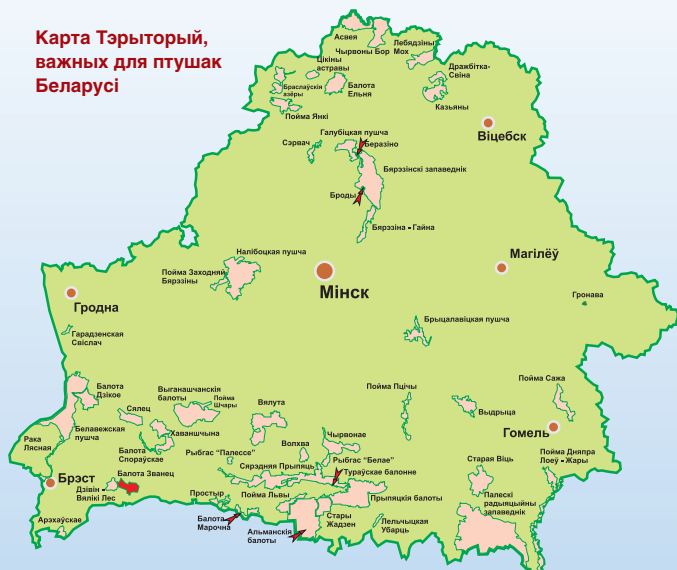 Карта Тэрыторый,
важных для птушак
Беларусі
Асвея
Чырвоны Бор
Лебядзіны
Мох
Цікіны
астравы
Дражбітка-
Свіна
Браслаўскія
азёры
Балота
Ельня
Казьяны
Пойма Янкі
Віцебск
Галубіцкая пушча
Сэрвач
Беразіно
Бярэзінскі запаведнік
Броды
Бярэзіна - Гайна
Налібоцкая пушча
Магілёў
Пойма Заходняй
Бярэзіны
Мінск
Гродна
Гронава
Гарадзенская
Свіслач
Брыцалавіцкая пушча
Балота
Дзікое
Выганашчанскія
балоты
Пойма
Шчары
Вялута
Пойма Пцічы
Пойма Сажа
Сялец
Выдрыца
Белавежская
пушча
Хаваншчына
Чырвонае
Гомель
Рака
Лясная
Волхва
Балота
Спораўскае
Рыбгас “Палессе”
Рыбгас “Белае”
Пойма Дняпра
Лоеў - Жары
Сярэдняя Прыпяць
Тураўскае балонне
Старая Віць
Брэст
Балота Званец
Дзівін -
Вялікі Лес
Простыр
Пойма Львы
Прыпяцкія балоты
Палескі
радыяцыйны
запаведнік
Арэхаўскае
Балота
Марочна
Стары
Жадзен
Лельчыцкая
Убарць
Альманскія
балоты